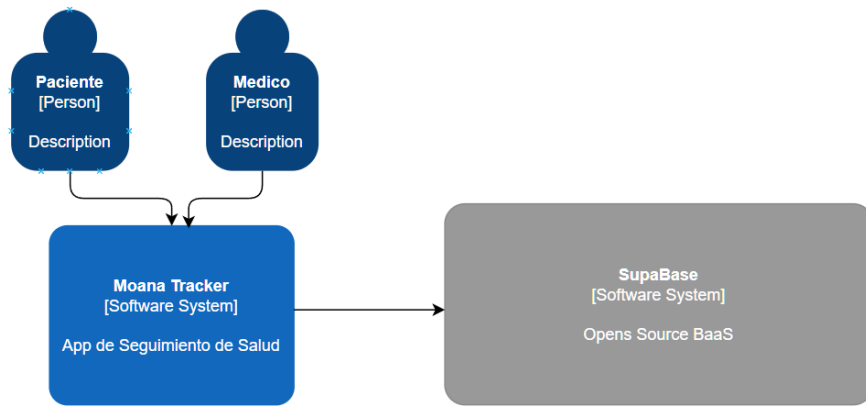 Paciente
[Person]
Description
Medico
[Person]
Description
Moana Tracker
[Software System]
App de Seguimiento de Salud
SupaBase
[Software System]
Opens Source BaaS